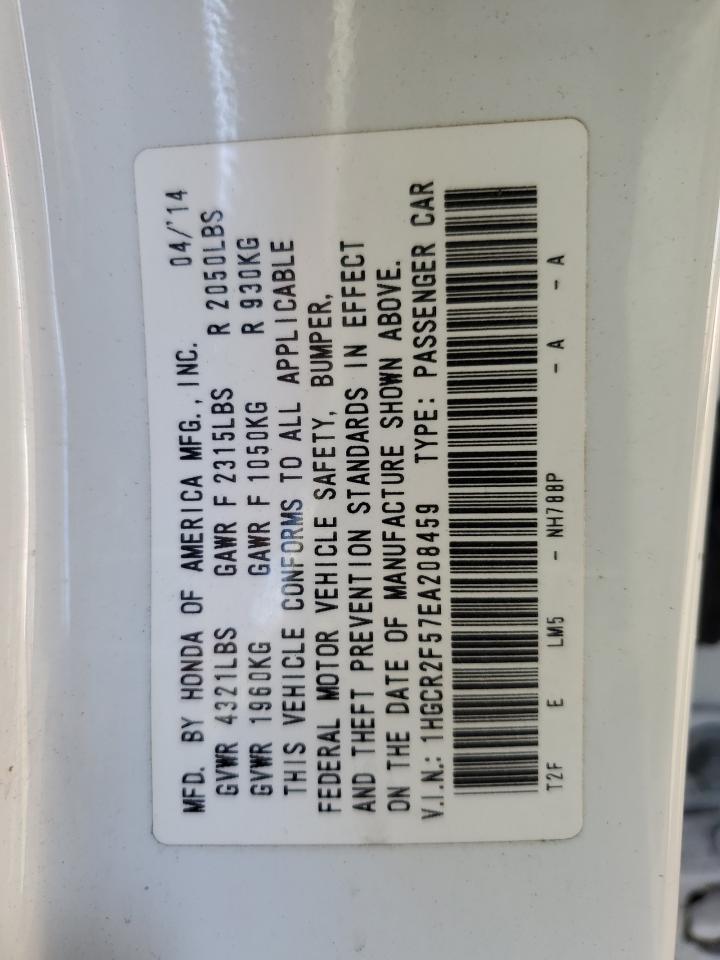 MFD. BY HONDA OF AMERICA MFG., INC. 04/'14
GVWR 4321LBS GAWR F 2315LBS R 2050LBS
GVWR 1960KG GAWR F 1050KG R 930KG
THIS VEHICLE CONFORMS TO ALL APPLICABLE
FEDERAL MOTOR VEHICLE SAFETY, BUMPER,
AND THEFT PREVENTION STANDARDS IN EFFECT
ON THE DATE OF MANUFACTURE SHOWN ABOVE.
V.I.N.: 1HGCR2F57EA208459 TYPE: PASSENGER CAR
T2F E LM5 - NH788P - A - A